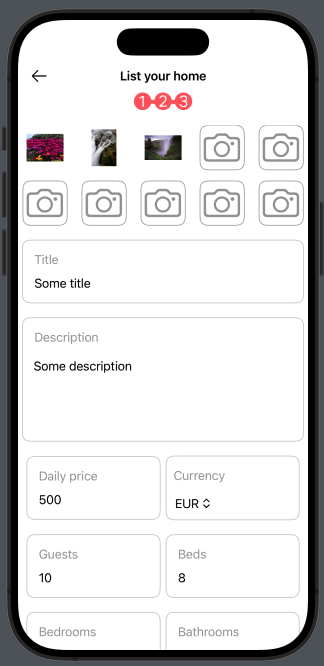 List your home
1 2 3
Title
Some title
Description
Some description
Daily price
500
Currency
EUR
Guests
10
Beds
8
Bedrooms
Bathrooms